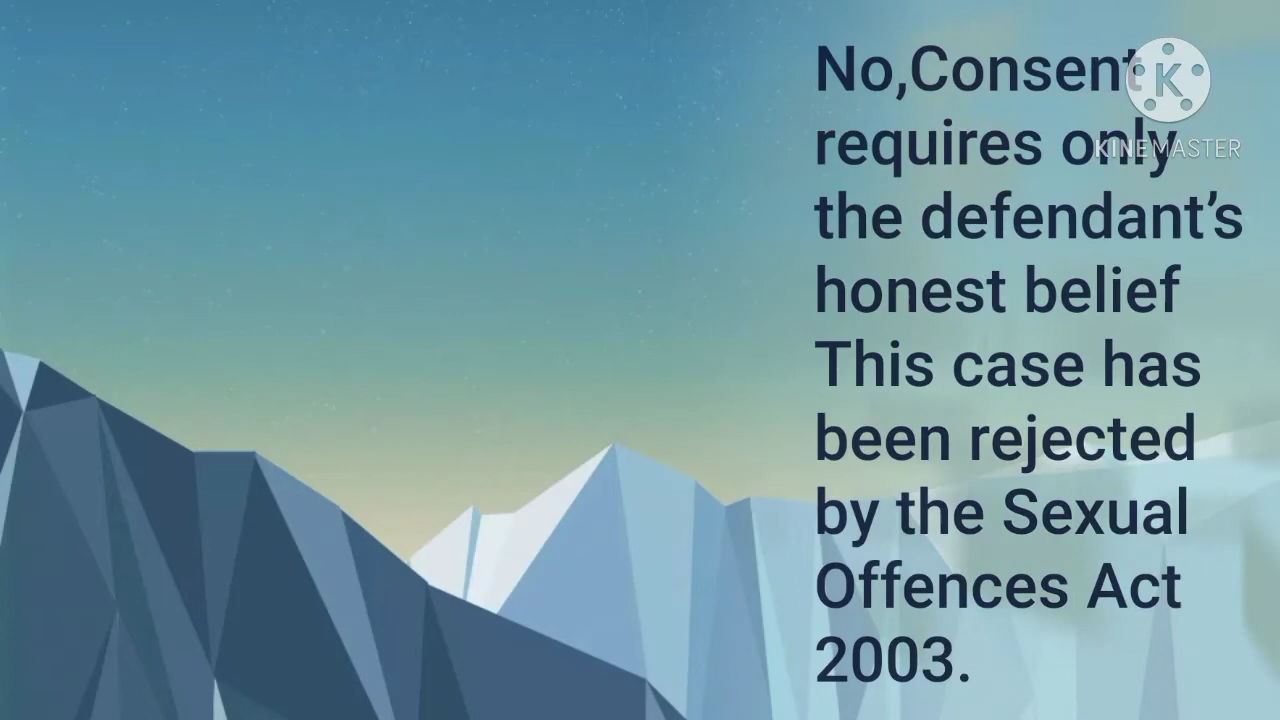 No,Consent
requires only
the defendant’s
honest belief
This case has
been rejected
by the Sexual
Offences Act
2003.
K
KINEMASTER